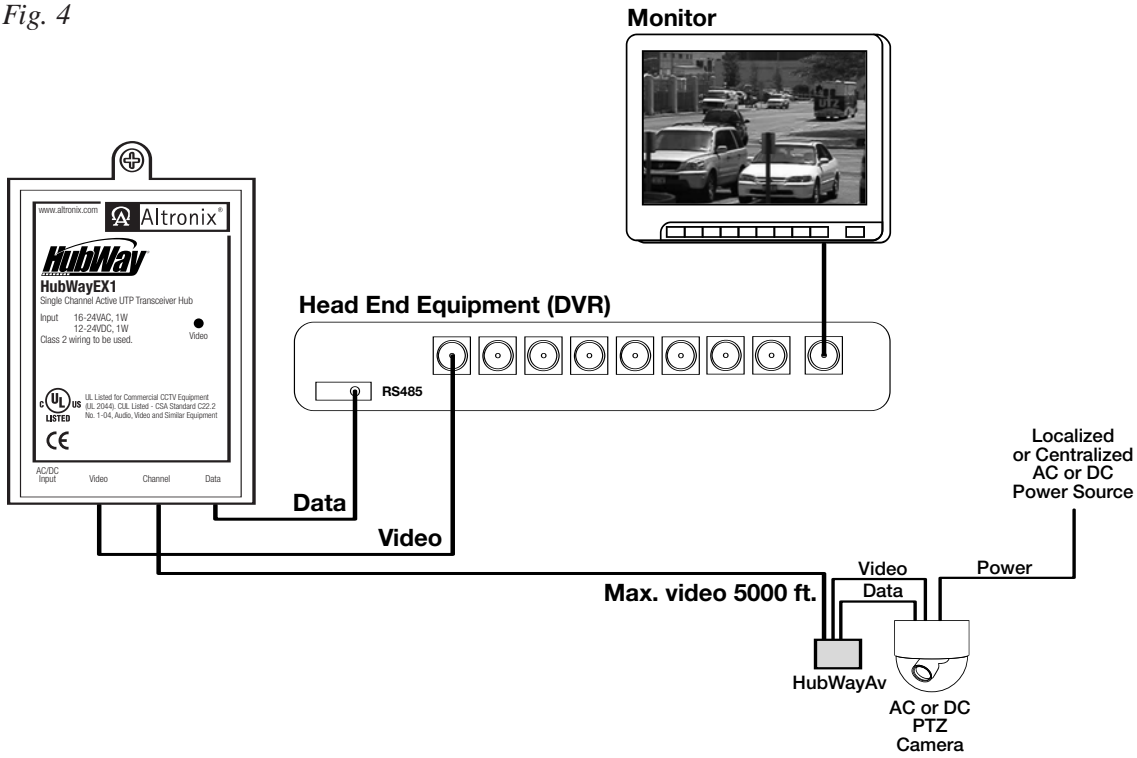 Fig. 4
Monitor
UTZ
www.altronix.com
Altronix®
HubWay
HubWayEX1
Single Channel Active UTP Transceiver Hub
Input 16-24VAC, 1W
12-24VDC, 1W
Class 2 wiring to be used.
Video
C UL US
LISTED
UL Listed for Commercial CCTV Equipment
(UL 2044). CUL Listed - CSA Standard C22.2
No. 1-04, Audio, Video and Similar Equipment
CE
AC/DC
Input
Video
Channel
Data
Head End Equipment (DVR)
RS485
Data
Video
Max. video 5000 ft.
Localized
or Centralized
AC or DC
Power Source
Video
Data
Power
HubWayAv
AC or DC
PTZ
Camera